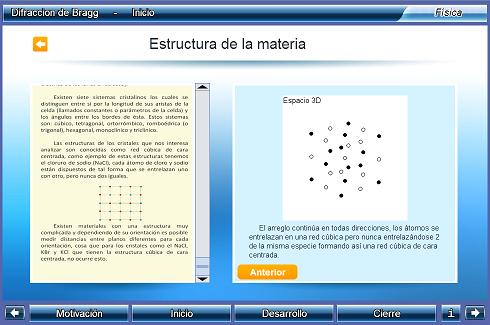 Difraccion de Bragg - Inicio
Física
Estructura de la materia
Existen siete sistemas cristalinos los cuales se
distinguen entre si por la longitud de sus aristas de la
celda (llamados constantes o parámetros de la celda) y
los ángulos entre los bordes de ésta. Estos sistemas
son: cúbico, tetragonal, ortorrómbico, romboédrica (o
trigonal), hexagonal, monoclínico y triclínico.
Las estructuras de los cristales que nos interesa
analizar son conocidas como red cúbica de cara
centrada, como ejemplo de estas estructuras tenemos
el cloruro de sodio (NaCl), cada átomo de cloro y sodio
están dispuestos de tal forma que se entrelazan uno
con otro, pero nunca dos iguales.
Existen materiales con una estructura muy
complicada y dependiendo de su orientación es posible
medir distancias entre planos diferentes para cada
orientación, cosa que para los cristales como el NaCl,
KBr y KCl que tienen la estructura cúbica de cara
centrada, no ocurre esto.
Espacio 3D
El arreglo continúa en todas direcciones, los átomos se
entrelazan en una red cúbica pero nunca entrelazándose 2
de la misma especie formando así una red cúbica de cara
centrada.
Anterior
Motivación
Inicio
Desarrollo
Cierre
i